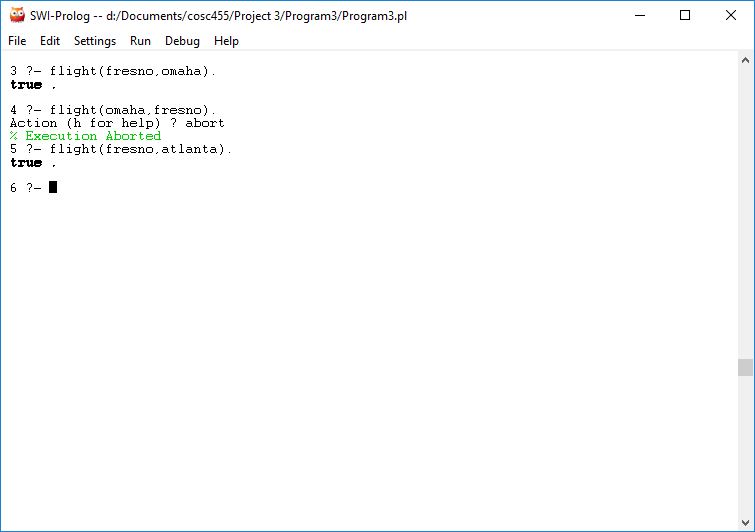 SWI-Prolog -- d:/Documents/cosc455/Project 3/Program3/Program3.pl
File Edit Settings Run Debug Help
3 ?- flight(fresno,omaha).
true .
4 ?- flight(omaha,fresno).
Action (h for help) ? abort
% Execution Aborted
5 ?- flight(fresno,atlanta).
true .
6 ?-